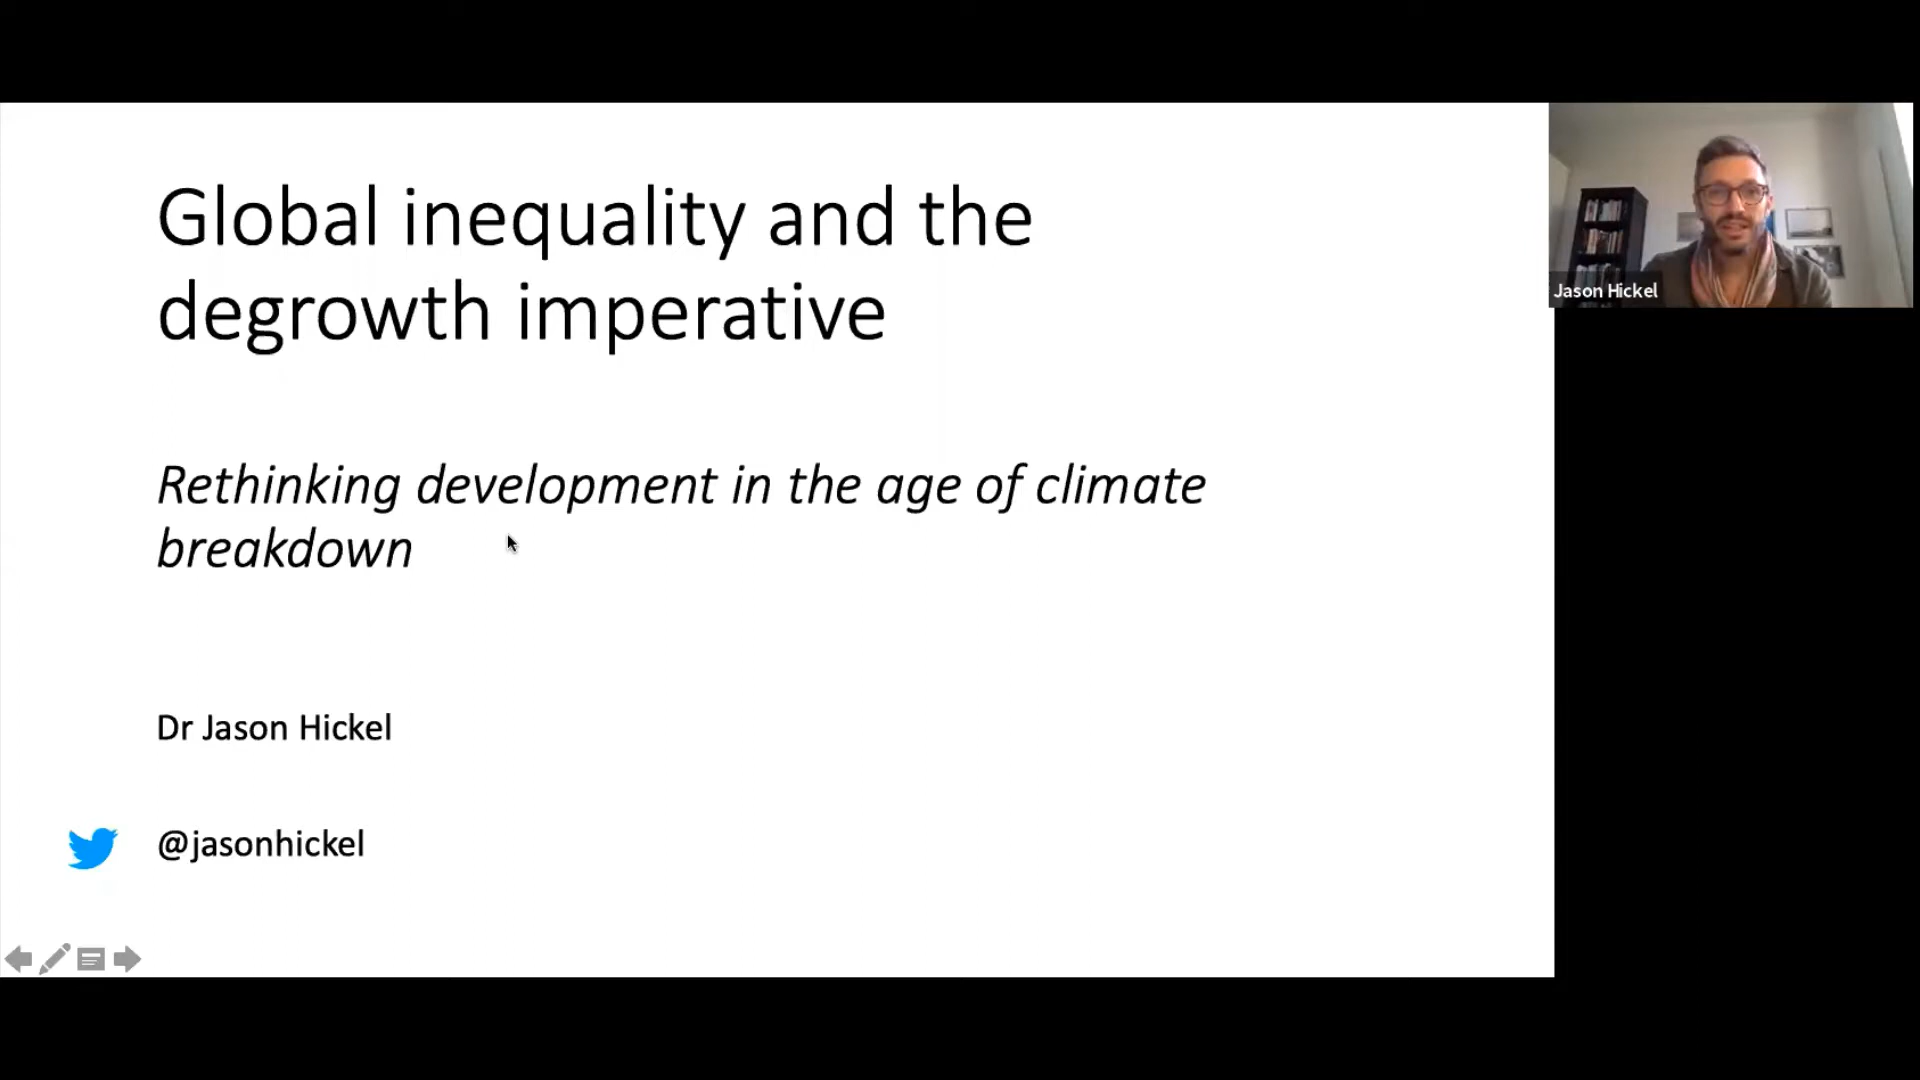 Global inequality and the
degrowth imperative
Rethinking development in the age of climate
breakdown
Dr Jason Hickel
@jasonhickel
Jason Hickel